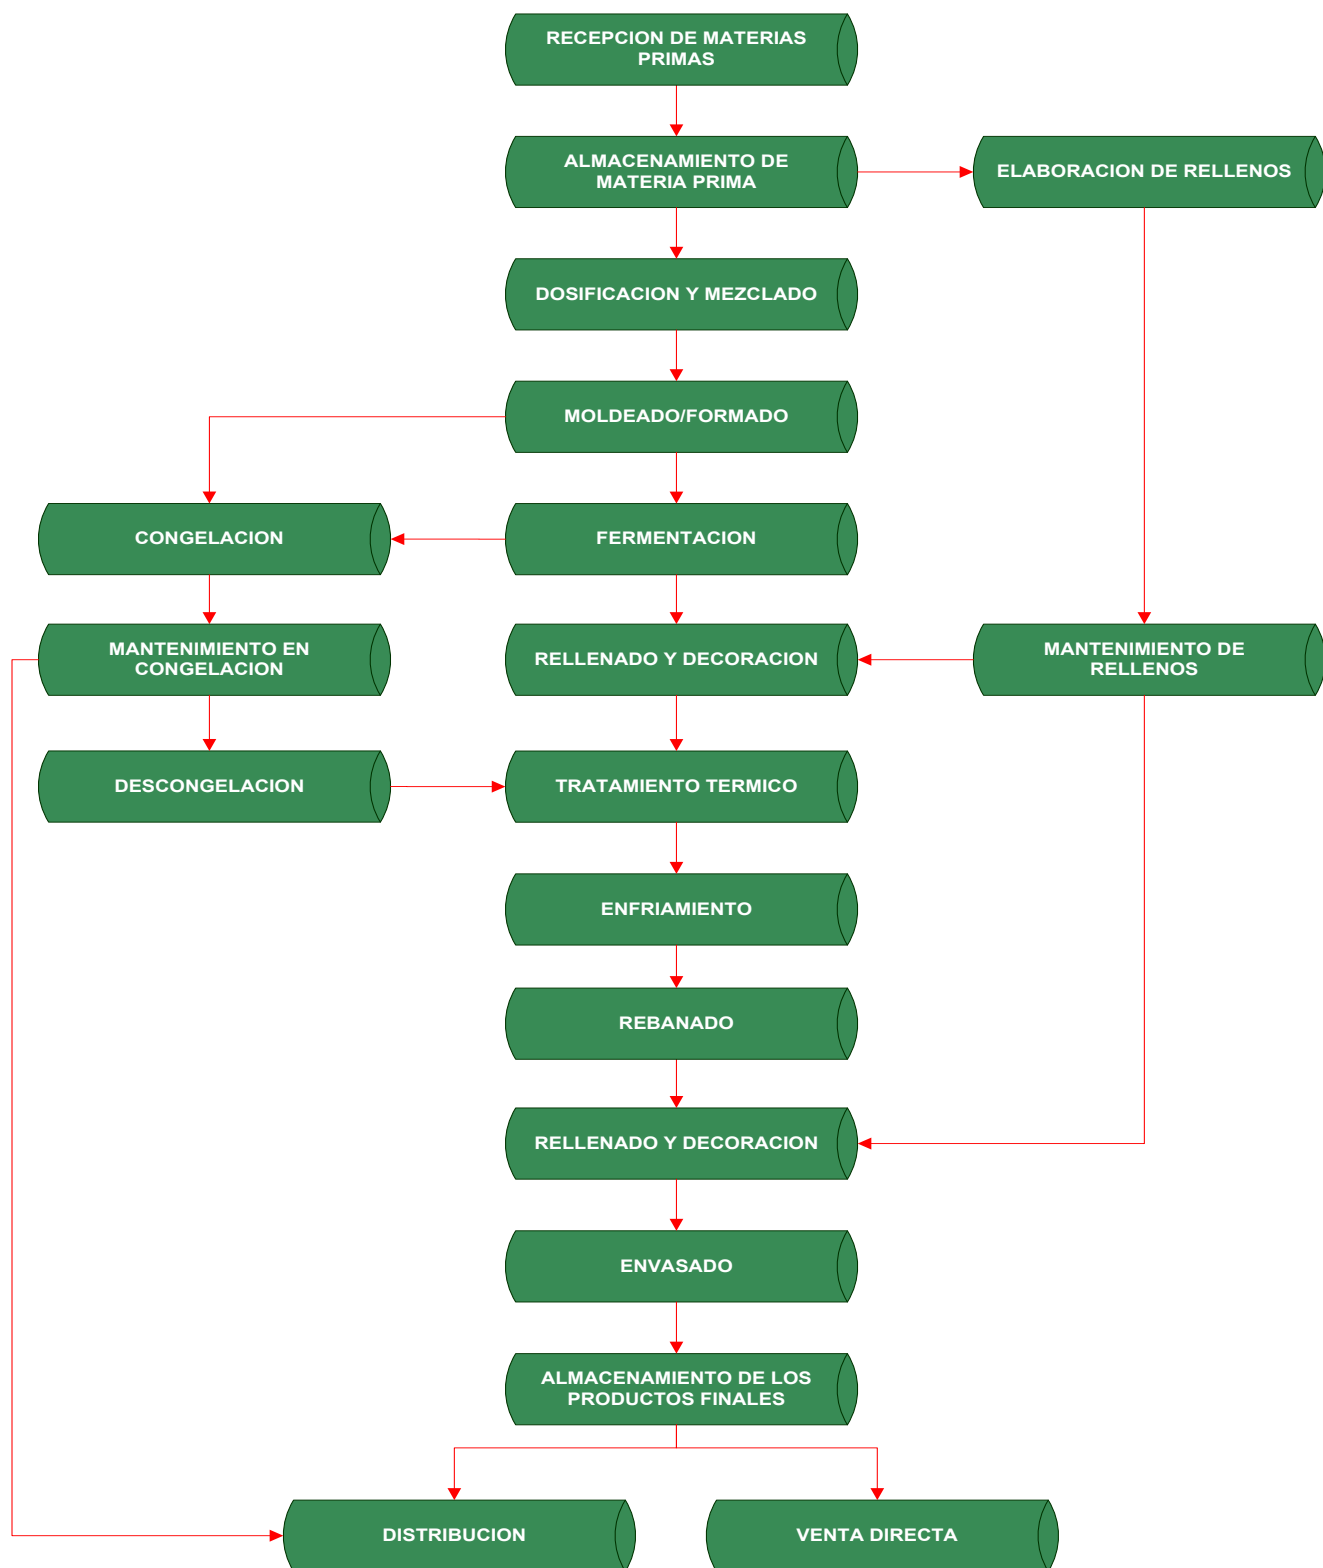 RECEPCION DE MATERIAS
PRIMAS
ALMACENAMIENTO DE
MATERIA PRIMA
ELABORACION DE RELLENOS
DOSIFICACION Y MEZCLADO
MOLDEADO/FORMADO
CONGELACION
FERMENTACION
MANTENIMIENTO EN
CONGELACION
RELLENADO Y DECORACION
MANTENIMIENTO DE
RELLENOS
DESCONGELACION
TRATAMIENTO TERMICO
ENFRIAMIENTO
REBANADO
RELLENADO Y DECORACION
ENVASADO
ALMACENAMIENTO DE LOS
PRODUCTOS FINALES
DISTRIBUCION
VENTA DIRECTA